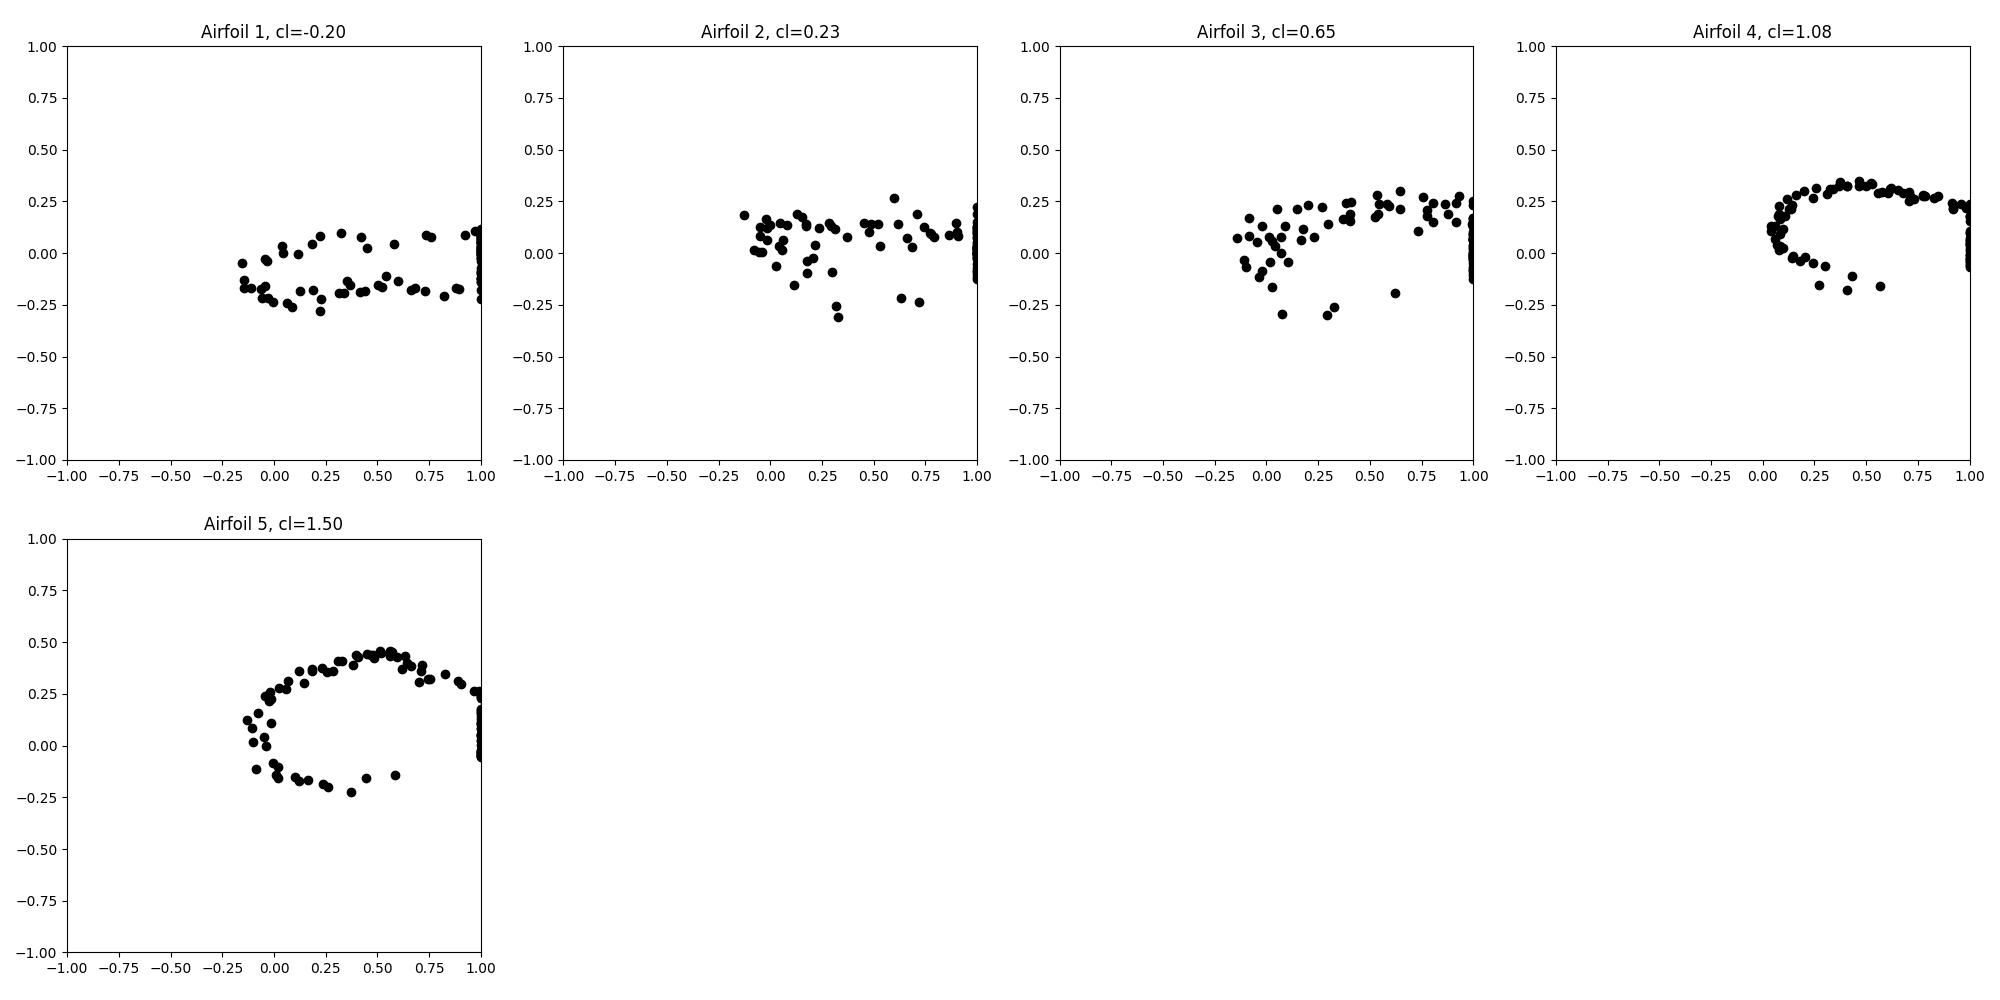 Airfoil 1, cl=-0.20
Airfoil 2, cl=0.23
Airfoil 3, cl=0.65
Airfoil 4, cl=1.08
1.00 1.00 1.00 1.00
0.75 0.75 0.75 0.75
0.50 0.50 0.50 0.50
0.25 0.25 0.25 0.25
0.00 0.00 0.00 0.00
−0.25 −0.25 −0.25 −0.25
−0.50 −0.50 −0.50 −0.50
−0.75 −0.75 −0.75 −0.75
−1.00 −1.00 −1.00 −1.00
−1.00 −0.75 −0.50 −0.25 0.00 0.25 0.50 0.75 1.00
−1.00 −0.75 −0.50 −0.25 0.00 0.25 0.50 0.75 1.00
−1.00 −0.75 −0.50 −0.25 0.00 0.25 0.50 0.75 1.00
−1.00 −0.75 −0.50 −0.25 0.00 0.25 0.50 0.75 1.00
Airfoil 5, cl=1.50
1.00
0.75
0.50
0.25
0.00
−0.25
−0.50
−0.75
−1.00
−1.00 −0.75 −0.50 −0.25 0.00 0.25 0.50 0.75 1.00